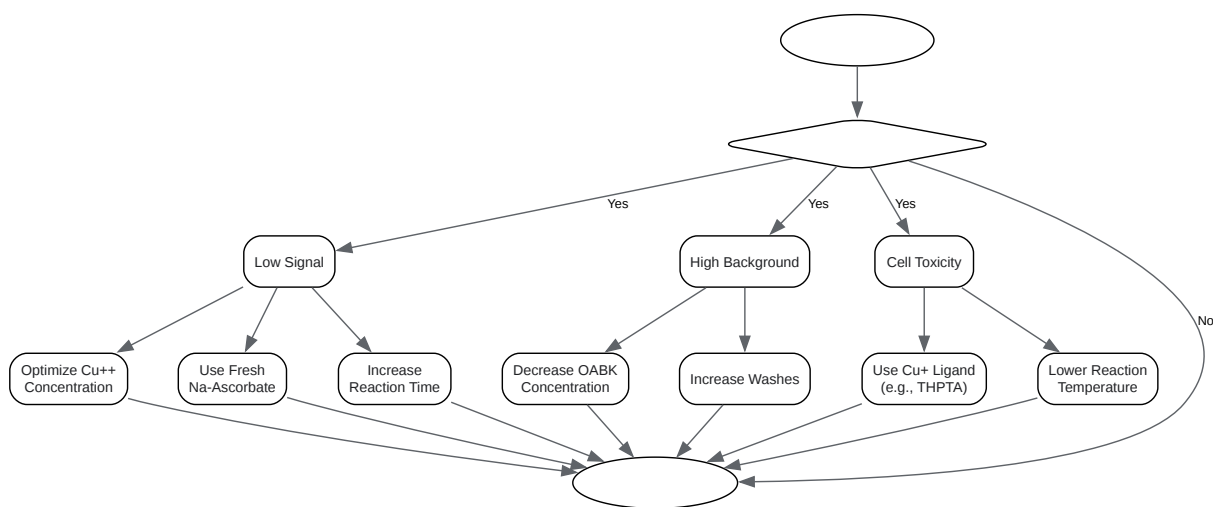 Yes
Yes
Yes
Low Signal
High Background
Cell Toxicity
No
Optimize Cu++
Concentration
Use Fresh
Na-Ascorbate
Increase
Reaction Time
Decrease OABK
Concentration
Increase Washes
Use Cu+ Ligand
(e.g., THPTA)
Lower Reaction
Temperature